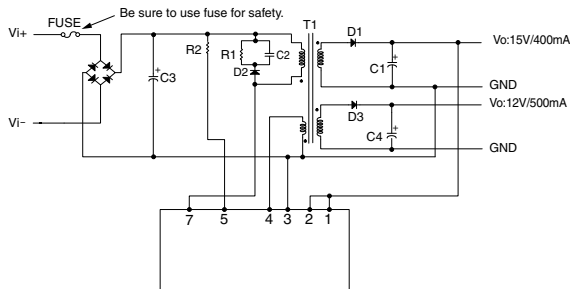 Be sure to use fuse for safety.
FUSE
Vi+
T1
D1
Vo:15V/400mA
R2
R1
C2
D2
C3
C1
GND
D3
Vo:12V/500mA
C4
Vi−
GND
7 5 4 3 2 1